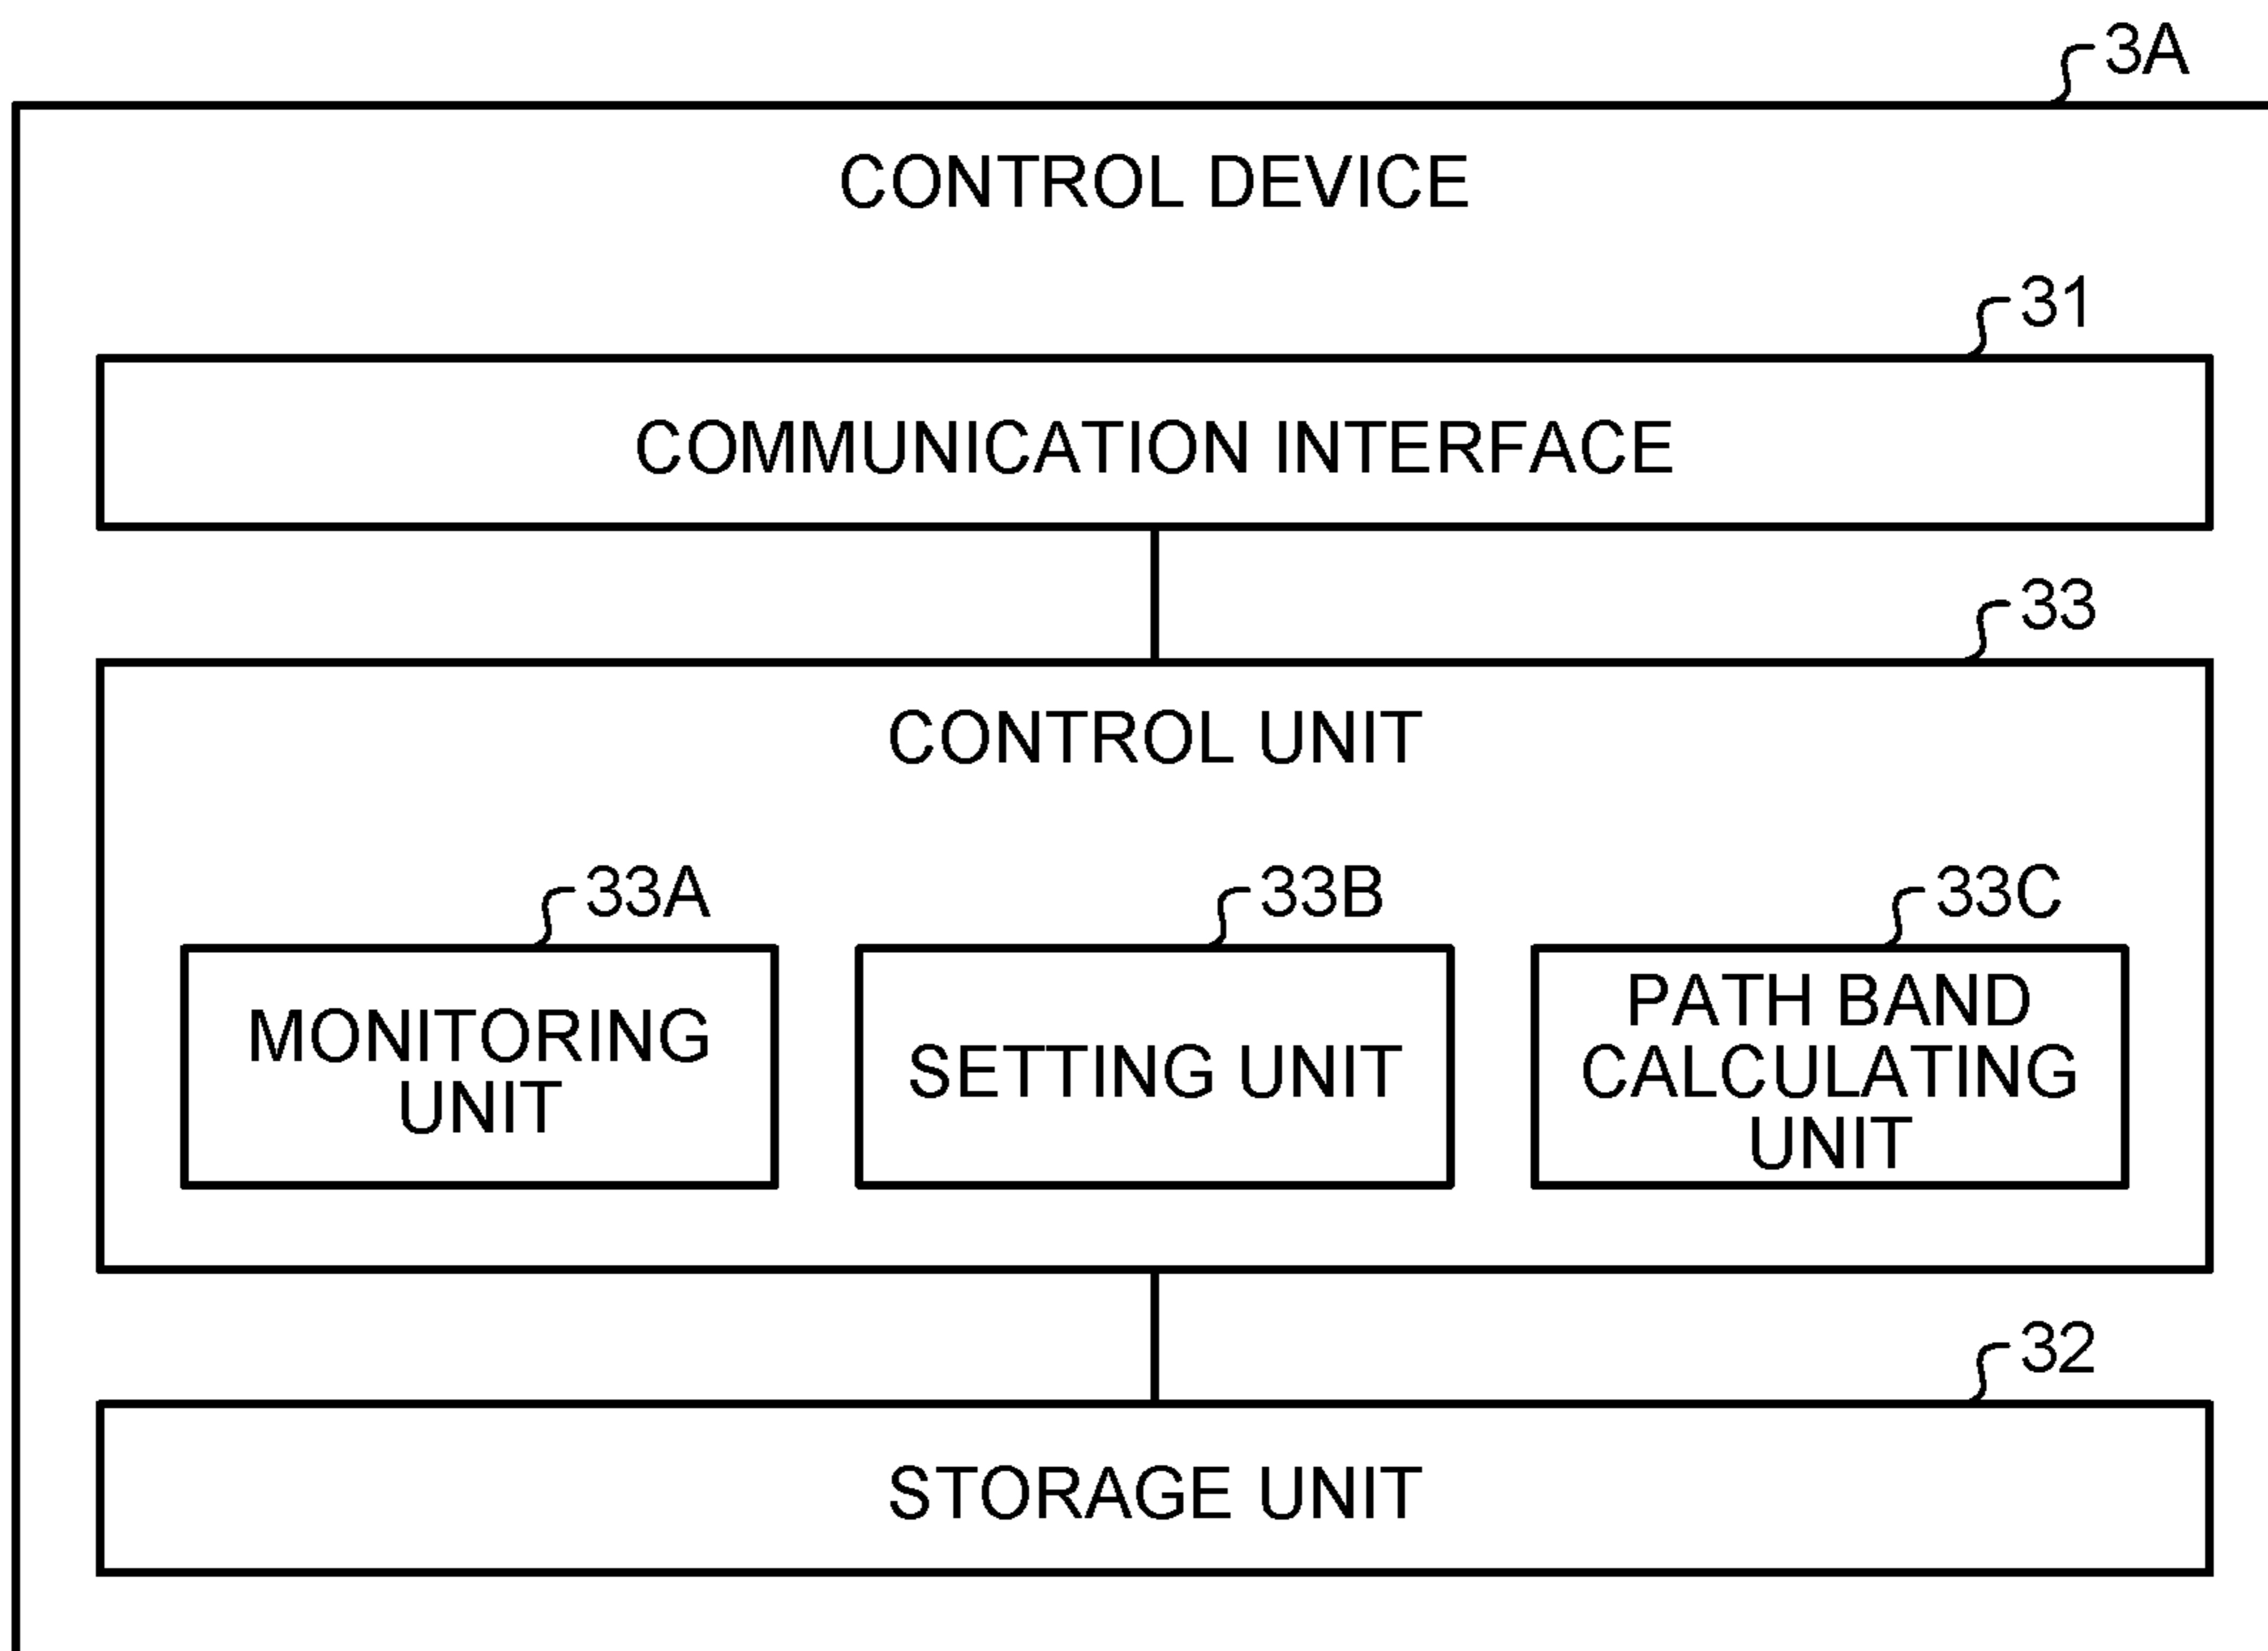 3A
CONTROL DEVICE
31
COMMUNICATION INTERFACE
33
CONTROL UNIT
33A
MONITORING
UNIT
33B
SETTING UNIT
33C
PATH BAND
CALCULATING
UNIT
32
STORAGE UNIT